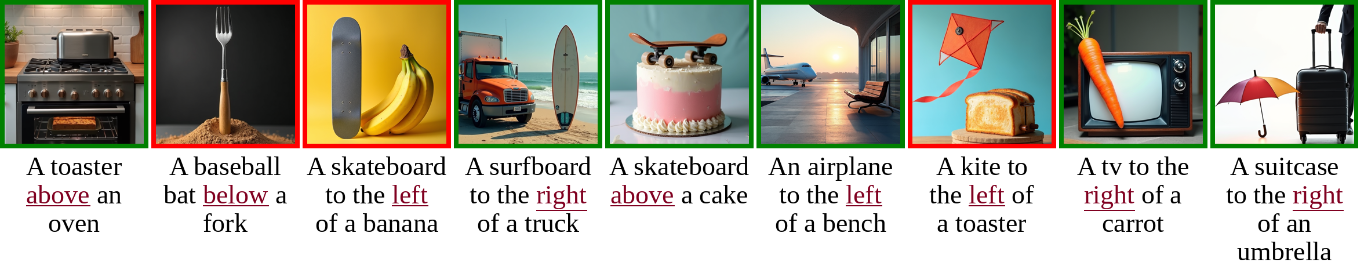 A toaster
above an
oven
A baseball
bat below a
fork
A skateboard
to the left
of a banana
A surfboard
to the right
of a truck
A skateboard
above a cake
An airplane
to the left
of a bench
A kite to
the left of
a toaster
A tv to the
right of a
carrot
A suitcase
to the right
of an
umbrella